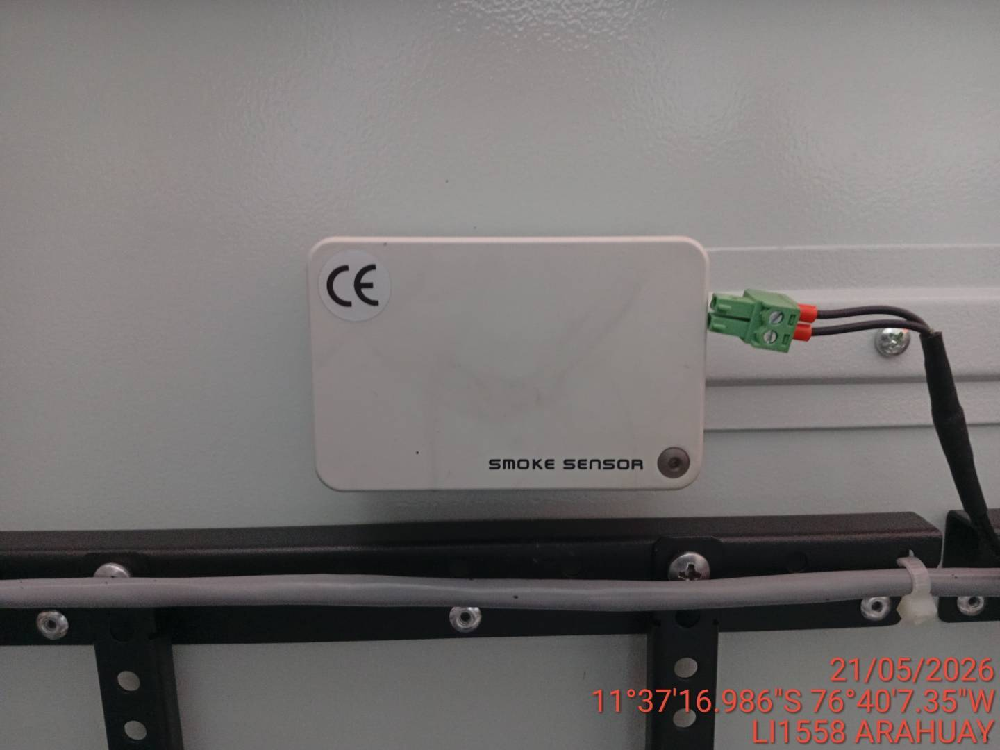 CE
SMOKE SENSOR
21/05/2026
11°37'16.986"S 76°40'7.35"W
LI1558 ARAHUAY